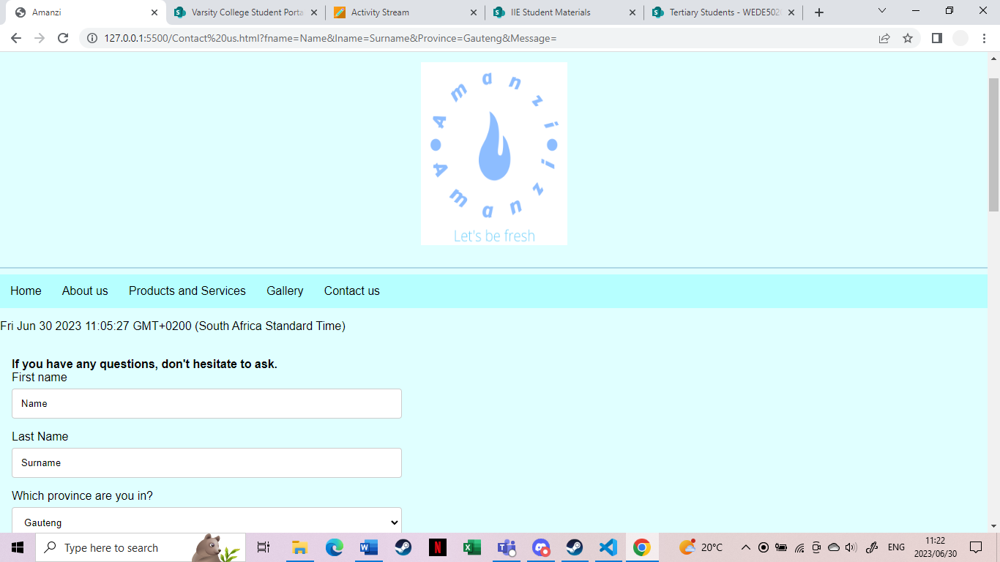 Amanzi
Varsity College Student Porta
Activity Stream
IIE Student Materials
Tertiary Students - WEDE502
127.0.0.1:5500/Contact%20us.html?fname=Name&lname=Surname&Province=Gauteng&Message=
Amanzi
Amanzi
Let's be fresh
Home About us Products and Services Gallery Contact us
Fri Jun 30 2023 11:05:27 GMT+0200 (South Africa Standard Time)
If you have any questions, don't hesitate to ask.
First name
Name
Last Name
Surname
Which province are you in?
Gauteng
Type here to search
20°C
ENG
11:22
2023/06/30